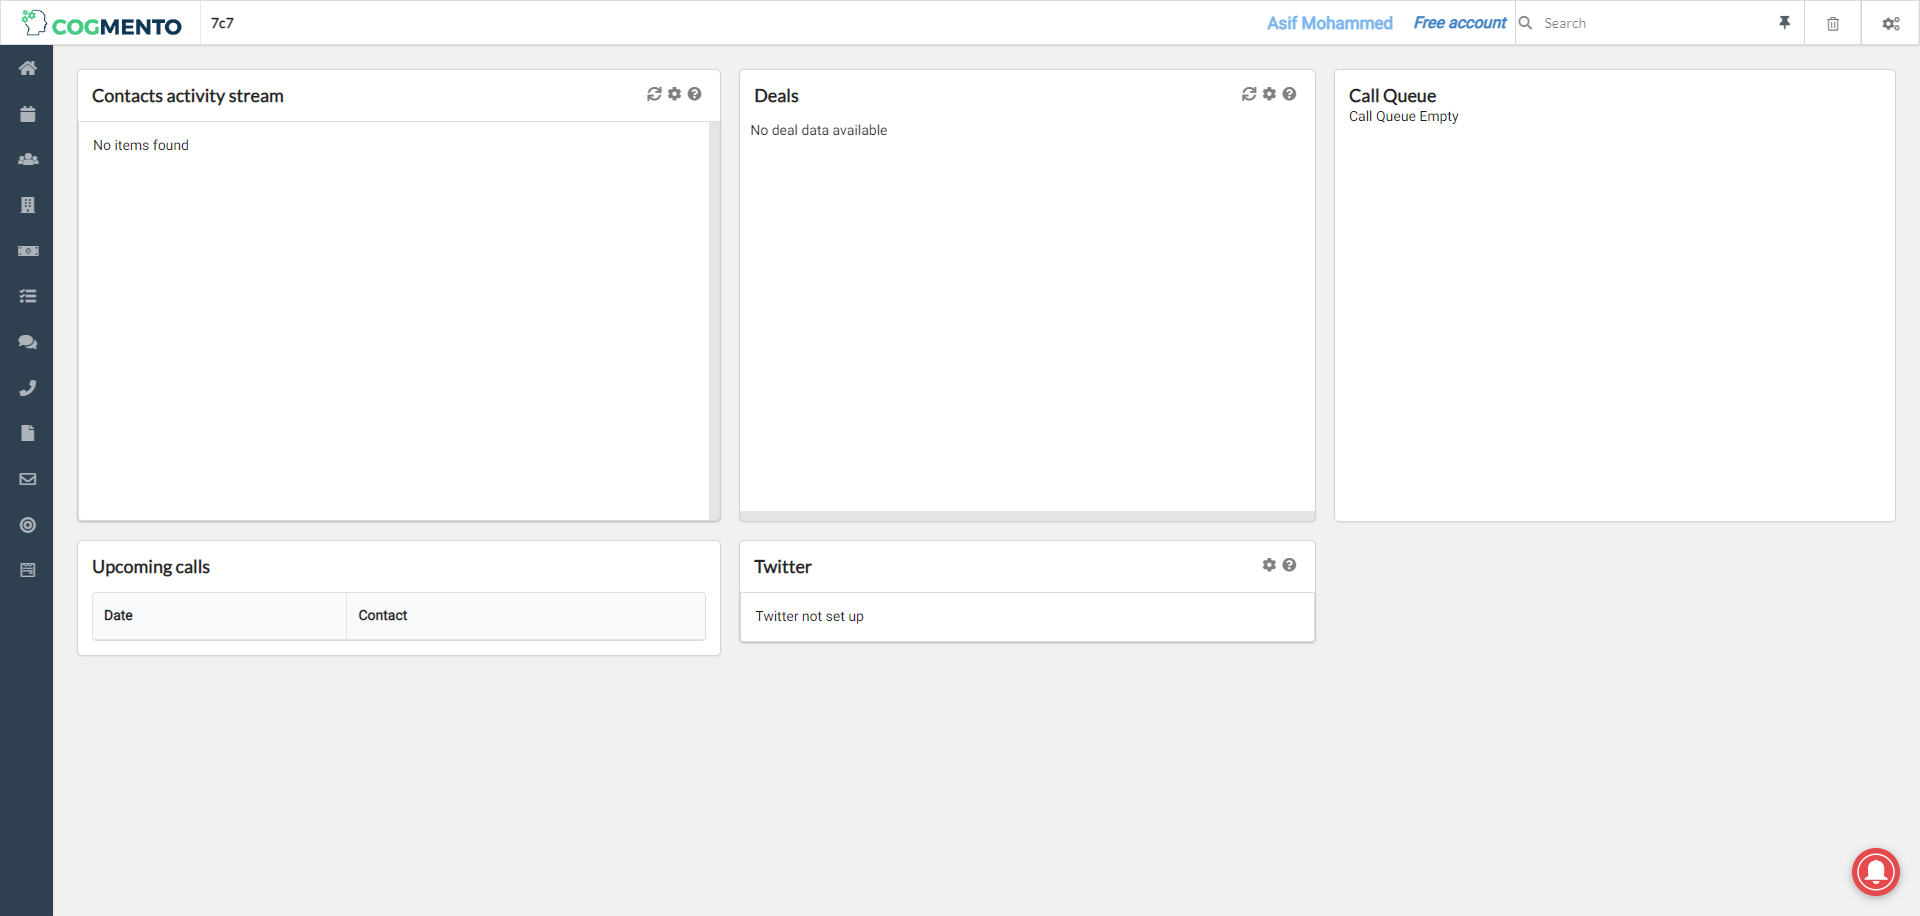 COGMENTO
7c7
Asif Mohammed
Free account
Search
Contacts activity stream
No items found
Deals
No deal data available
Call Queue
Call Queue Empty
Upcoming calls
Date
Contact
Twitter
Twitter not set up